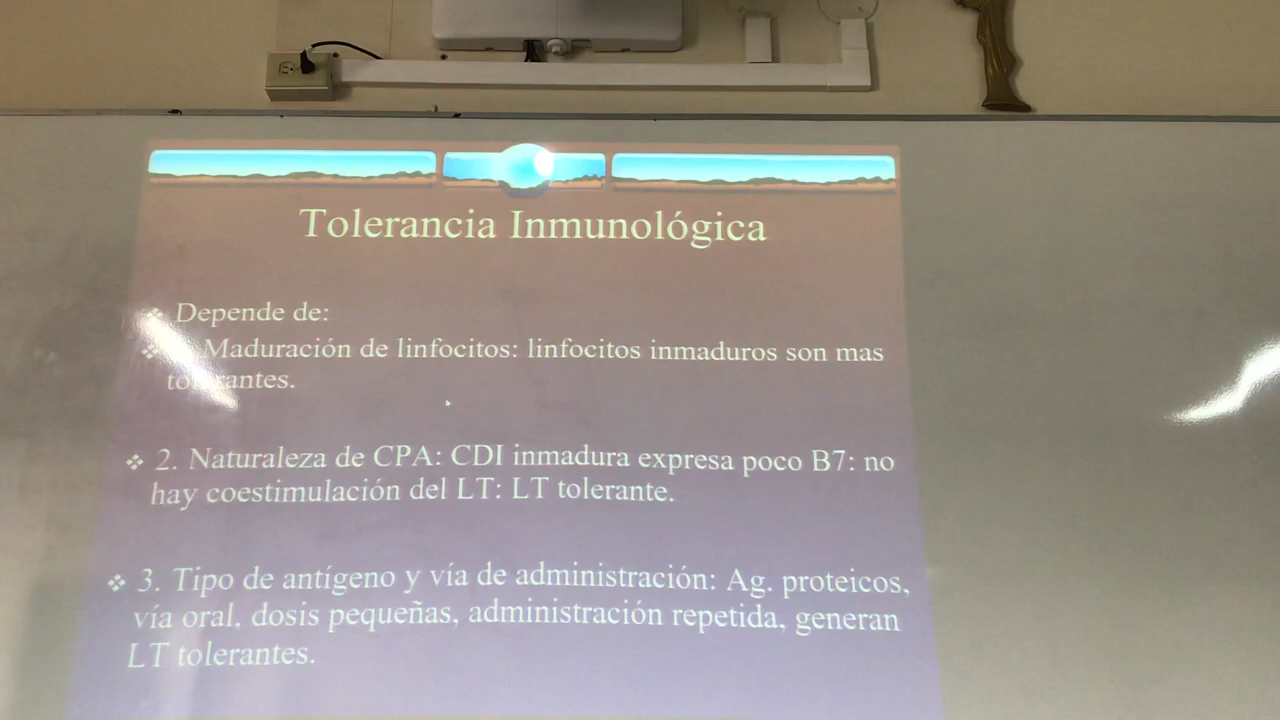 Tolerancia Inmunológica
Depende de:
Maduración de linfocitos: linfocitos inmaduros son mas
tolerantes.
2. Naturaleza de CPA: CDI inmadura expresa poco B7: no
hay coestimulación del LT: LT tolerante.
3. Tipo de antígeno y vía de administración: Ag. proteicos,
vía oral, dosis pequeñas, administración repetida, generan
LT tolerantes.